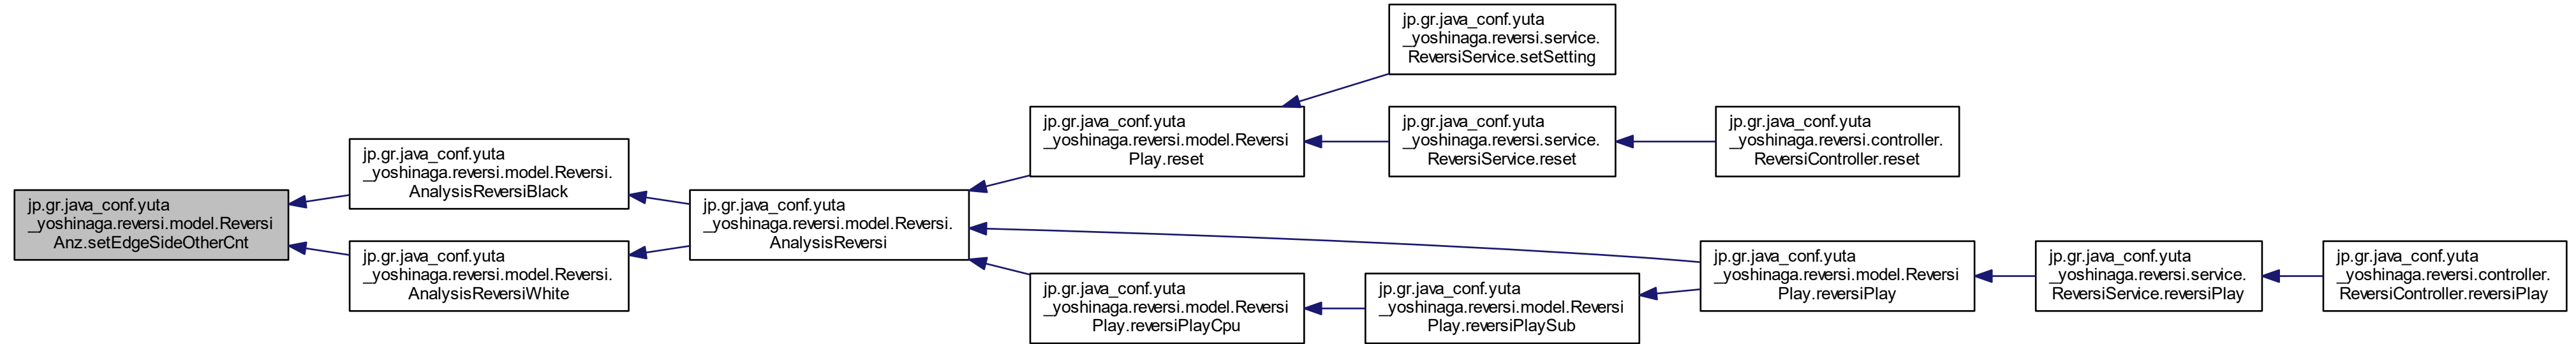 jp.gr.java_conf.yuta
_yoshinaga.reversi.model.Reversi
Anz.setEdgeSideOtherCnt
jp.gr.java_conf.yuta
_yoshinaga.reversi.model.Reversi.
AnalysisReversiBlack
jp.gr.java_conf.yuta
_yoshinaga.reversi.model.Reversi.
AnalysisReversiWhite
jp.gr.java_conf.yuta
_yoshinaga.reversi.model.Reversi.
AnalysisReversi
jp.gr.java_conf.yuta
_yoshinaga.reversi.model.Reversi
Play.reset
jp.gr.java_conf.yuta
_yoshinaga.reversi.service.
ReversiService.setSetting
jp.gr.java_conf.yuta
_yoshinaga.reversi.service.
ReversiService.reset
jp.gr.java_conf.yuta
_yoshinaga.reversi.controller.
ReversiController.reset
jp.gr.java_conf.yuta
_yoshinaga.reversi.model.Reversi
Play.reversiPlayCpu
jp.gr.java_conf.yuta
_yoshinaga.reversi.model.Reversi
Play.reversiPlaySub
jp.gr.java_conf.yuta
_yoshinaga.reversi.model.Reversi
Play.reversiPlay
jp.gr.java_conf.yuta
_yoshinaga.reversi.service.
ReversiService.reversiPlay
jp.gr.java_conf.yuta
_yoshinaga.reversi.controller.
ReversiController.reversiPlay